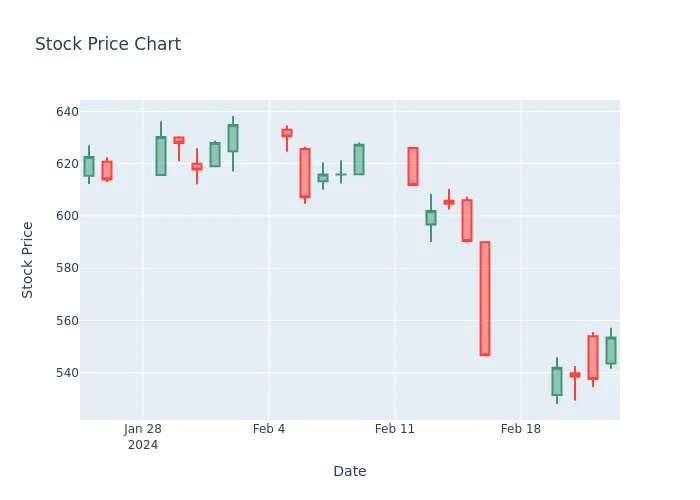 Stock Price Chart
640
620
600
580
560
540
Stock Price
Jan 28
2024
Feb 4
Feb 11
Feb 18
Date